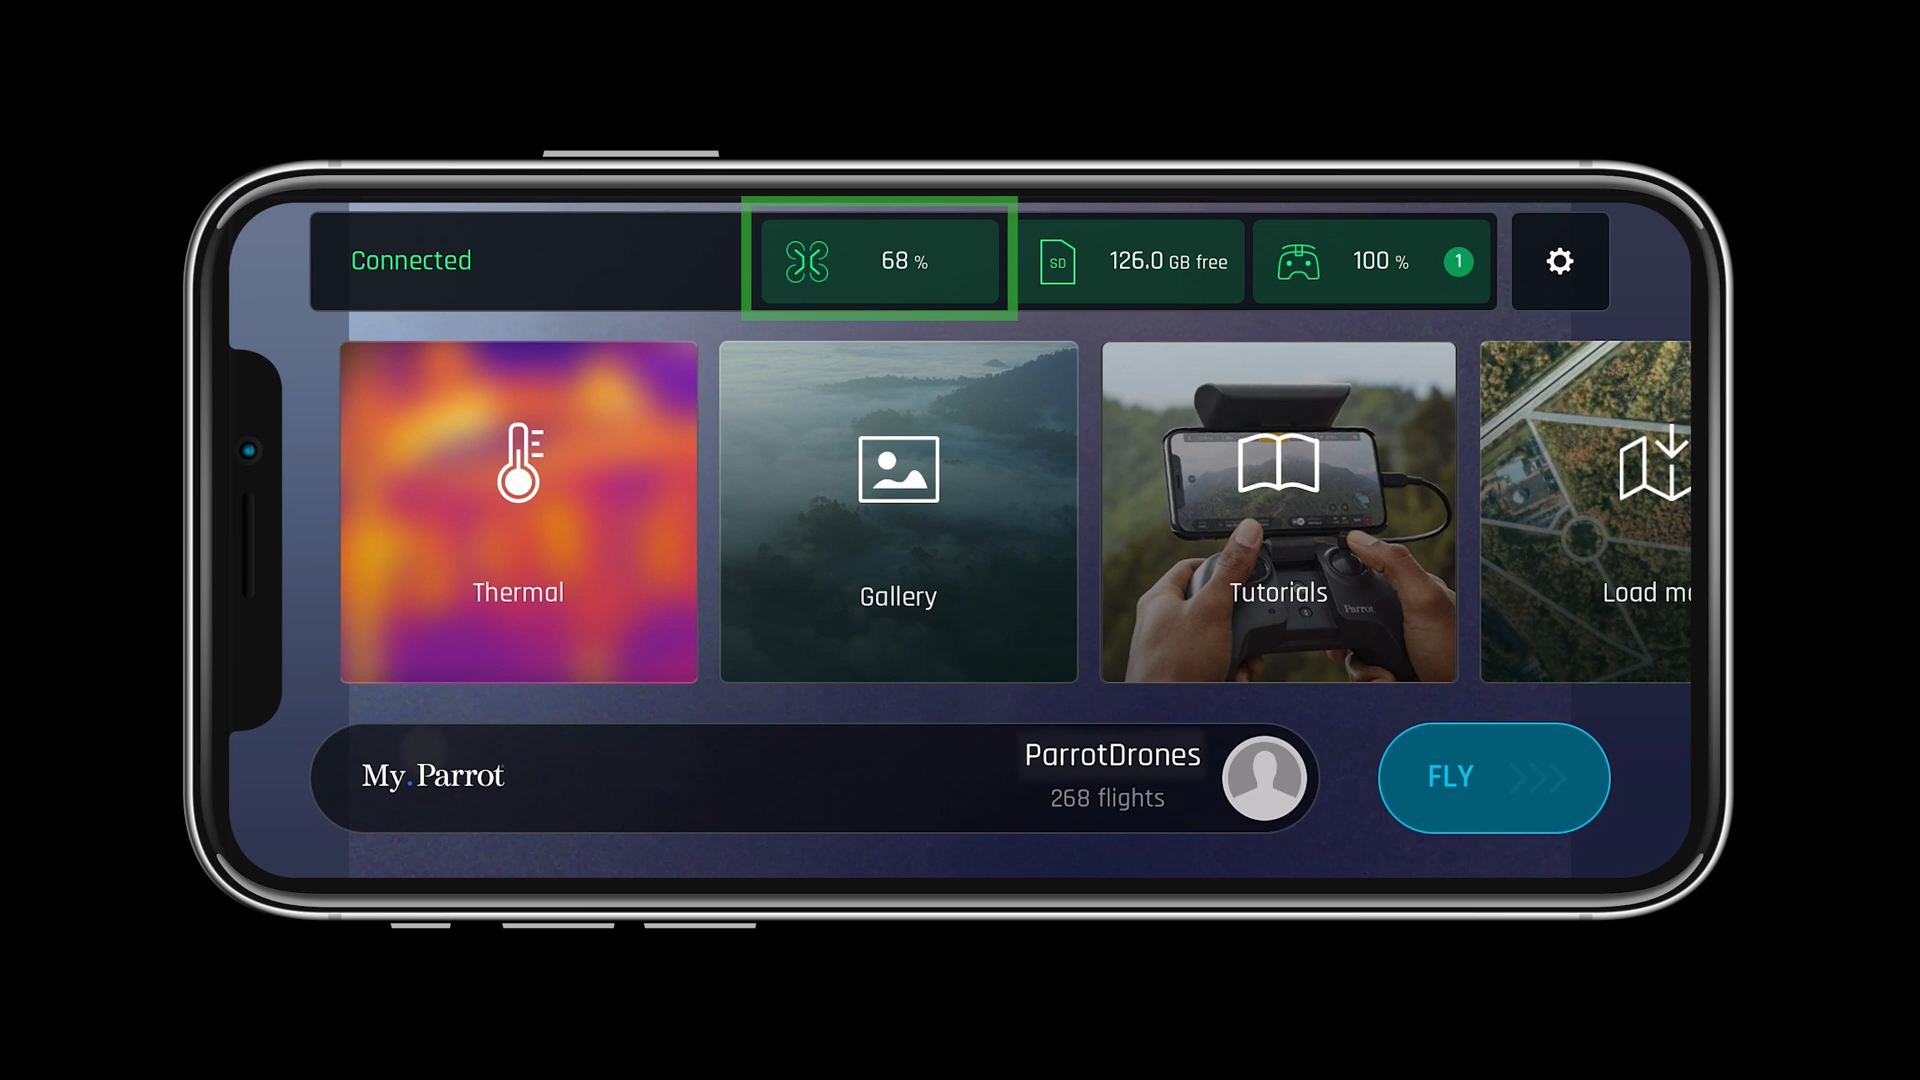 Connected
68 %
SD
126.0 GB free
100 %
1
Thermal
Gallery
Tutorials
Parrot
Load m
My.Parrot
ParrotDrones
268 flights
FLY